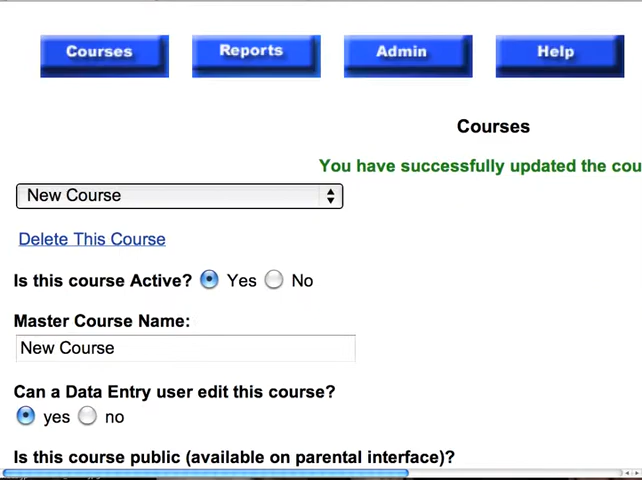 Courses Reports Admin Help
Courses
You have successfully updated the cou
New Course
Delete This Course
Is this course Active? Yes No
Master Course Name:
New Course
Can a Data Entry user edit this course?
yes no
Is this course public (available on parental interface)?